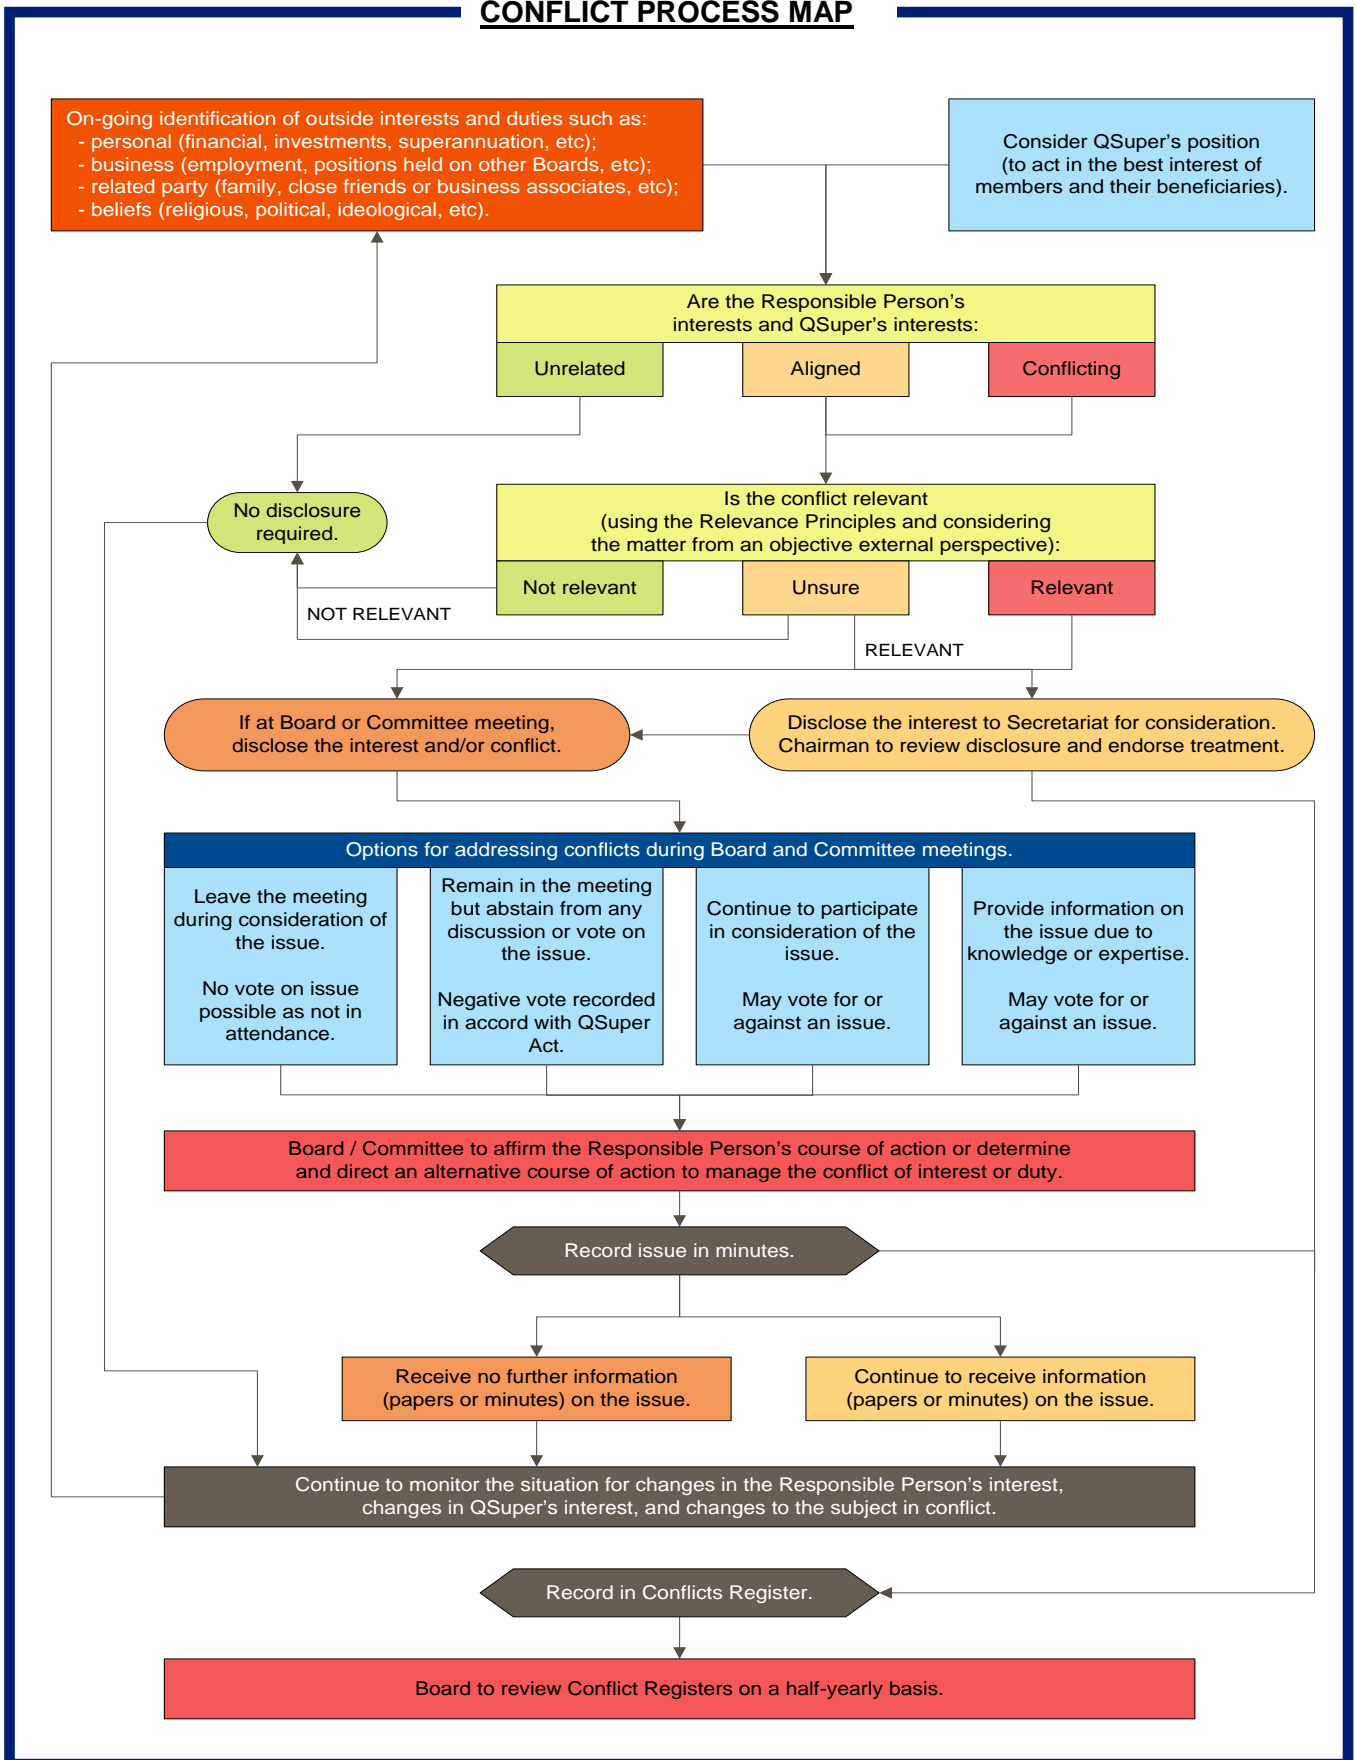 CONFLICT PROCESS MAP
On-going identification of outside interests and duties such as:
- personal (financial, investments, superannuation, etc);
- business (employment, positions held on other Boards, etc);
- related party (family, close friends or business associates, etc);
- beliefs (religious, political, ideological, etc).
Consider QSuper's position
(to act in the best interest of
members and their beneficiaries).
Are the Responsible Person's
interests and QSuper's interests:
Unrelated
Aligned
Conflicting
No disclosure
required.
Is the conflict relevant
(using the Relevance Principles and considering
the matter from an objective external perspective):
Not relevant
Unsure
Relevant
NOT RELEVANT
RELEVANT
If at Board or Committee meeting,
disclose the interest and/or conflict.
Disclose the interest to Secretariat for consideration.
Chairman to review disclosure and endorse treatment.
Options for addressing conflicts during Board and Committee meetings.
Leave the meeting
during consideration of
the issue.
No vote on issue
possible as not in
attendance.
Remain in the meeting
but abstain from any
discussion or vote on
the issue.
Negative vote recorded
in accord with QSuper
Act.
Continue to participate
in consideration of the
issue.
May vote for or
against an issue.
Provide information on
the issue due to
knowledge or expertise.
May vote for or
against an issue.
Board / Committee to affirm the Responsible Person's course of action or determine
and direct an alternative course of action to manage the conflict of interest or duty.
Record issue in minutes.
Receive no further information
(papers or minutes) on the issue.
Continue to receive information
(papers or minutes) on the issue.
Continue to monitor the situation for changes in the Responsible Person's interest,
changes in QSuper's interest, and changes to the subject in conflict.
Record in Conflicts Register.
Board to review Conflict Registers on a half-yearly basis.